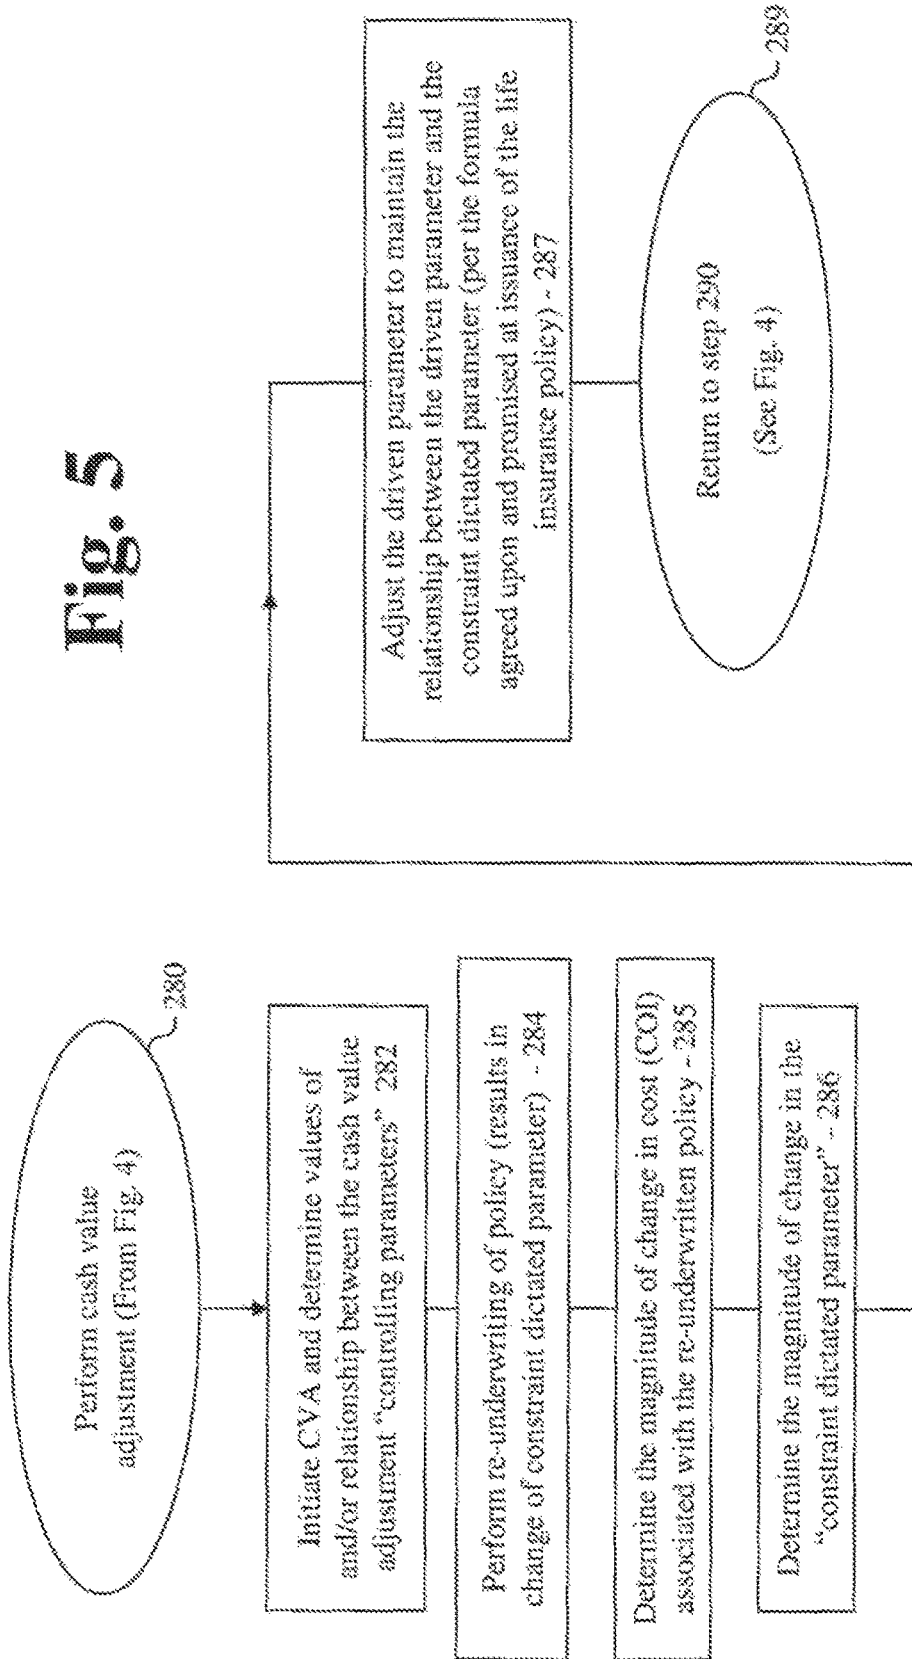 Fig. 5
Perform cash value
adjustment (From Fig. 4)
280
Initiate CVA and determine values of
and/or relationship between the cash value
adjustment “controlling parameters” 282
Perform re-underwriting of policy (results in
change of constraint dictated parameter) - 284
Determine the magnitude of change in cost (COI)
associated with the re-underwritten policy - 285
Determine the magnitude of change in the
“constraint dictated parameter” - 286
Adjust the driven parameter to maintain the
relationship between the driven parameter and the
constraint dictated parameter (per the formula
agreed upon and promised at issuance of the life
insurance policy) - 287
Return to step 290
(See Fig. 4)
289